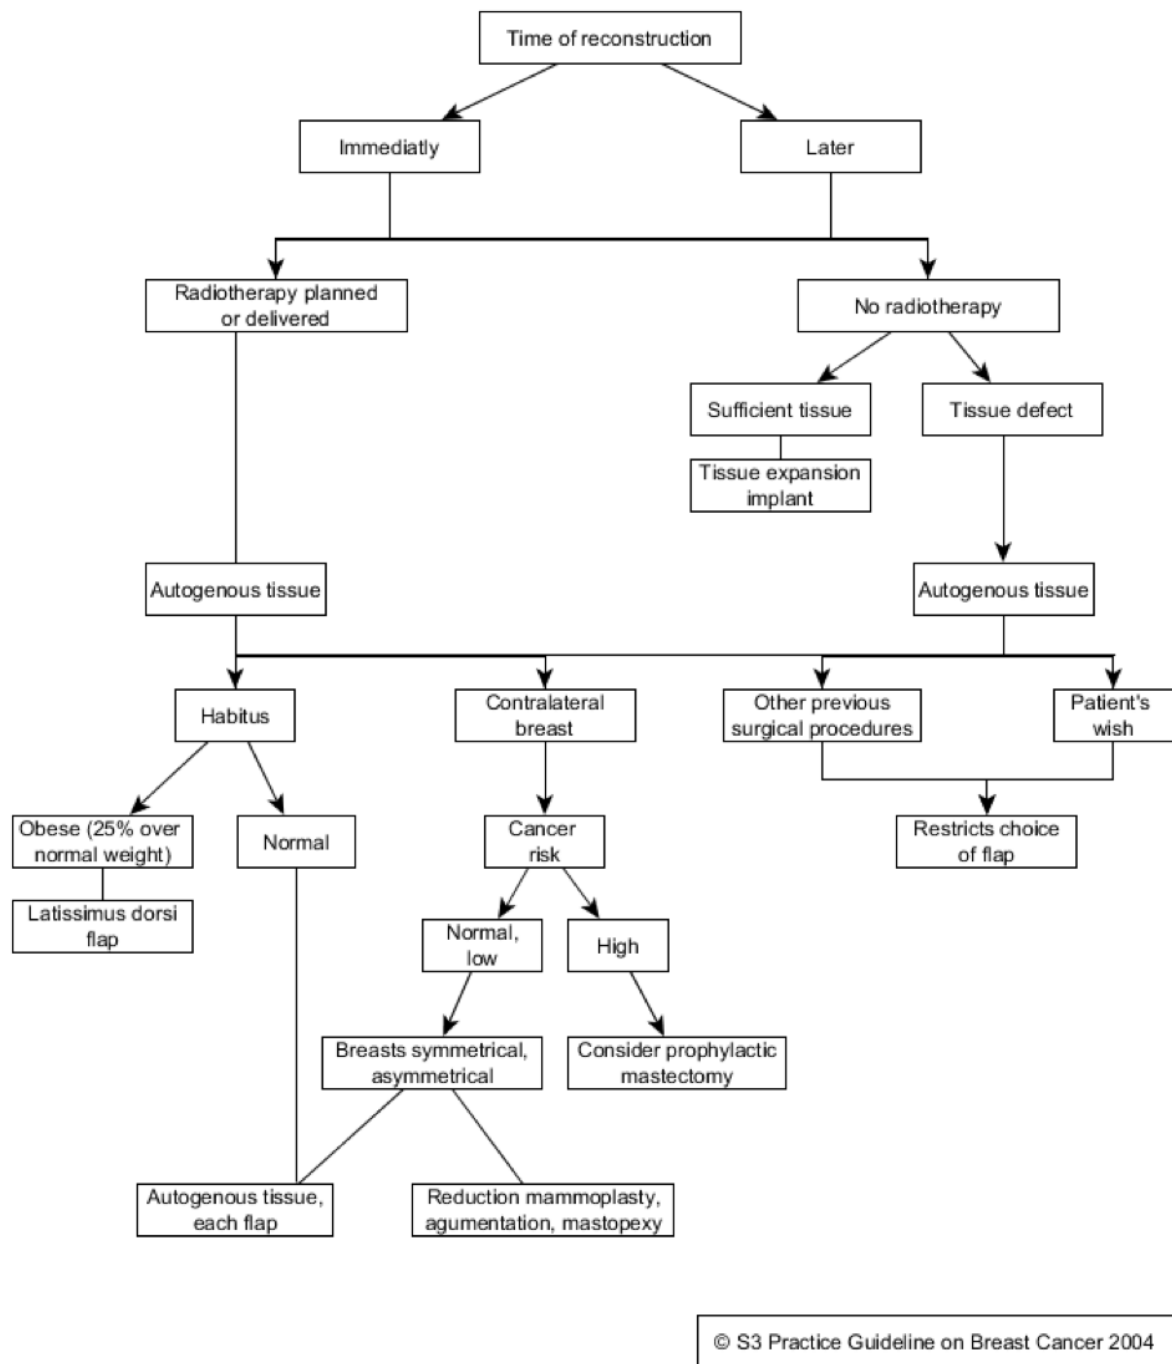 Time of reconstruction
Immediatly
Later
Radiotherapy planned
or delivered
No radiotherapy
Sufficient tissue
Tissue defect
Tissue expansion
implant
Autogenous tissue
Autogenous tissue
Habitus
Contralateral
breast
Other previous
surgical procedures
Patient's
wish
Obese (25% over
normal weight)
Normal
Cancer
risk
Restricts choice
of flap
Latissimus dorsi
flap
Normal,
low
High
Breasts symmetrical,
asymmetrical
Consider prophylactic
mastectomy
Autogenous tissue,
each flap
Reduction mammoplasty,
agumentation, mastopexy
© S3 Practice Guideline on Breast Cancer 2004